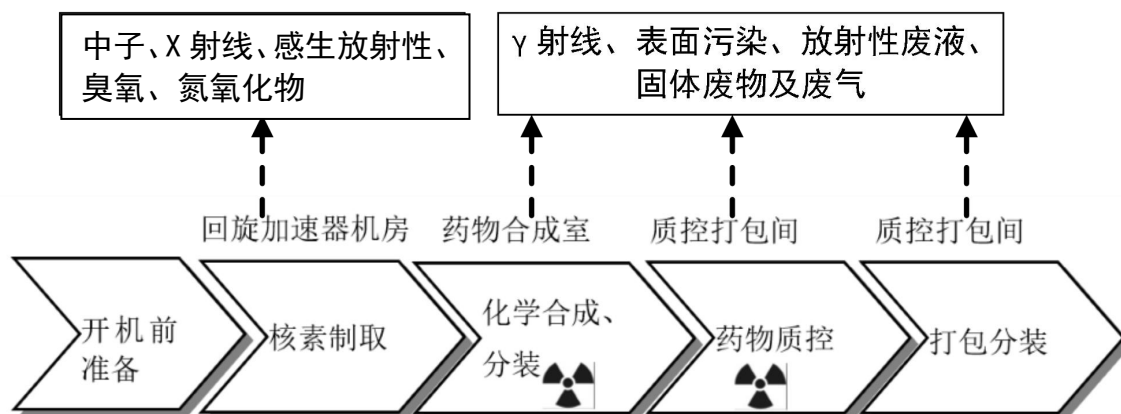 中子、X 射线、感生放射性、
臭氧、氮氧化物
γ 射线、表面污染、放射性废液、
固体废物及废气
回旋加速器机房
药物合成室
质控打包间
质控打包间
开机前
准备
核素制取
化学合成、
分装
药物质控
打包分装